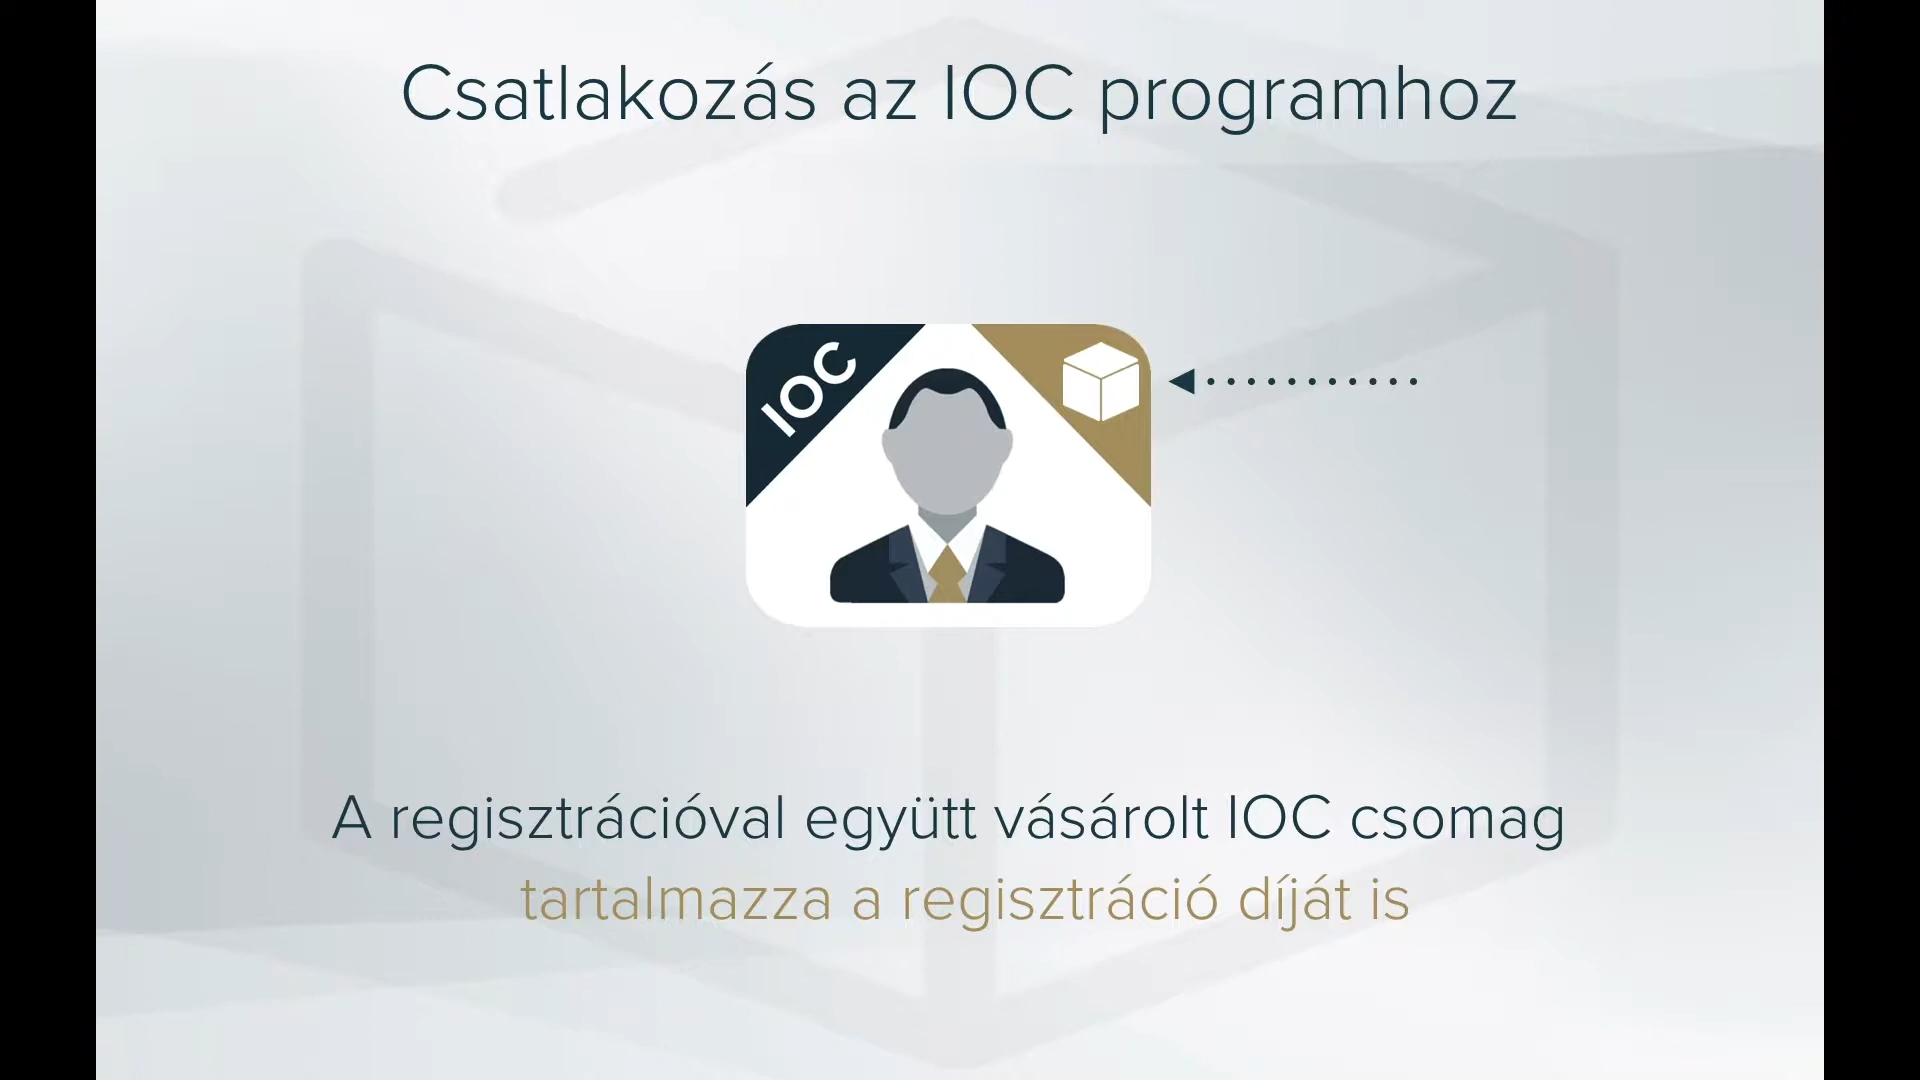 Csatlakozás az IOC programhoz
IOC
A regisztrációval együtt vásárolt IOC csomag
tartalmazza a regisztráció díját is